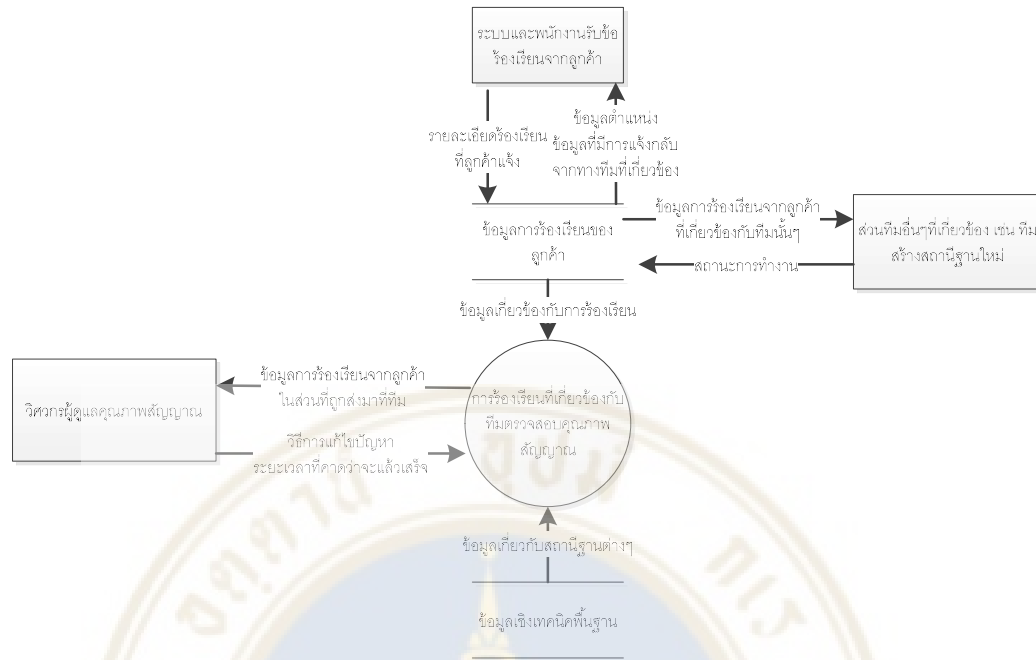 ระบบและพนักงานรับข้อ
ร้องเรียนจากลูกค้า
รายละเอียดร้องเรียน
ที่ลูกค้าแจ้ง
ข้อมูลตำแหน่ง
ข้อมูลที่มีการแจ้งกลับ
จากทางทีมที่เกี่ยวข้อง
ข้อมูลการร้องเรียนของ
ลูกค้า
ข้อมูลการร้องเรียนจากลูกค้า
ที่เกี่ยวข้องกับทีมนั้นๆ
สถานะการทำงาน
ส่วนทีมอื่นๆที่เกี่ยวข้อง เช่น ทีม
สร้างสถานีฐานใหม่
ข้อมูลเกี่ยวข้องกับการร้องเรียน
วิศวกรผู้ดูแลคุณภาพสัญญาณ
ข้อมูลการร้องเรียนจากลูกค้า
ในส่วนที่ถูกส่งมาที่ทีม
วิธีการแก้ไขปัญหา
ระยะเวลาที่คาดว่าจะแล้วเสร็จ
การร้องเรียนที่เกี่ยวข้องกับ
ทีมตรวจสอบคุณภาพ
สัญญาณ
ข้อมูลเกี่ยวกับสถานีฐานต่างๆ
ข้อมูลเชิงเทคนิคพื้นฐาน